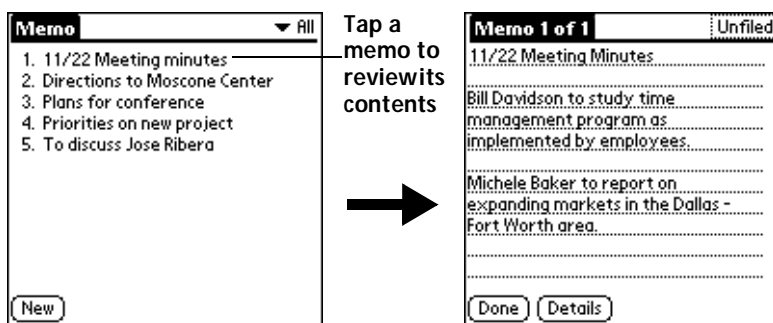 Memo
All
1. 11/22 Meeting minutes
2. Directions to Moscone Center
3. Plans for conference
4. Priorities on new project
5. To discuss Jose Ribera
New
Tap a
memo to
reviewits
contents
Memo 1 of 1
Unfiled
11/22 Meeting Minutes
Bill Davidson to study time
management program as
implemented by employees.
Michele Baker to report on
expanding markets in the Dallas -
Fort Worth area.
Done
Details